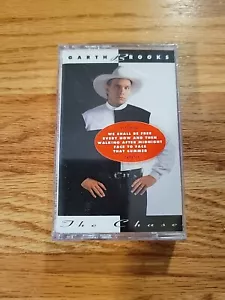 GARTH BROOKS
WE SHALL BE FREE
EVERY NOW AND THEN
WALKING AFTER MIDNIGHT
FACE TO FACE
THAT SUMMER
The Chase